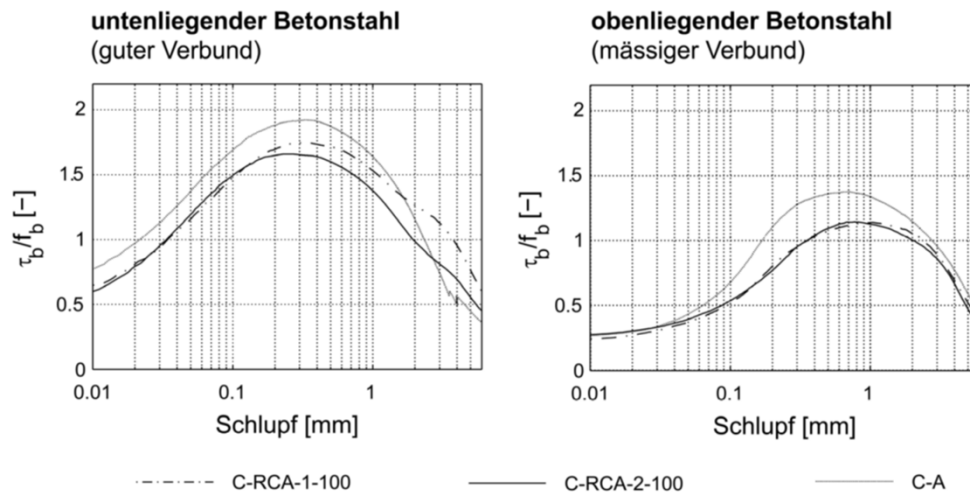 untenliegender Betonstahl
(guter Verbund)
2
1.5
1
0.5
0
0.01
0.1
1
τb/fb [−]
Schlupf [mm]
obenliegender Betonstahl
(mässiger Verbund)
2
1.5
1
0.5
0
0.01
0.1
1
τb/fb [−]
Schlupf [mm]
C-RCA-1-100
C-RCA-2-100
C-A